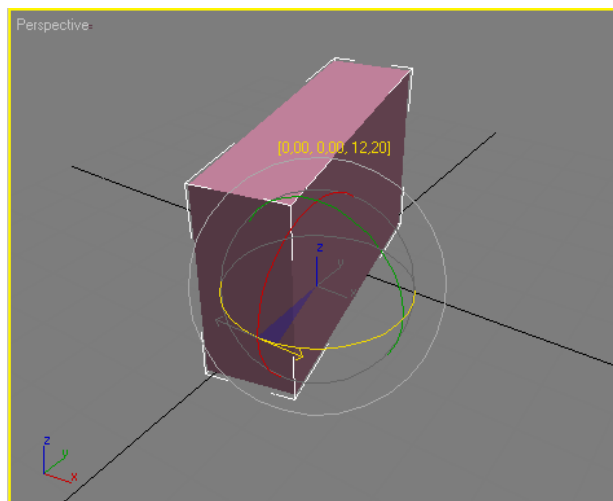 Perspective
[0,00, 0,00, 12,20]
z
y
x
z
y
x